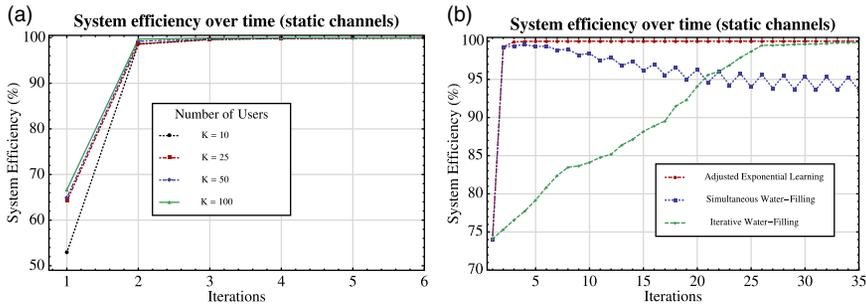 (a)
System efficiency over time (static channels)
System Efficiency (%)
100
90
80
70
60
50
Number of Users
K = 10
K = 25
K = 50
K = 100
1 2 3 4 5 6
Iterations
(b)
System efficiency over time (static channels)
System Efficiency (%)
100
95
90
85
80
75
70
Adjusted Exponential Learning
Simultaneous Water-Filling
Iterative Water-Filling
5 10 15 20 25 30 35
Iterations